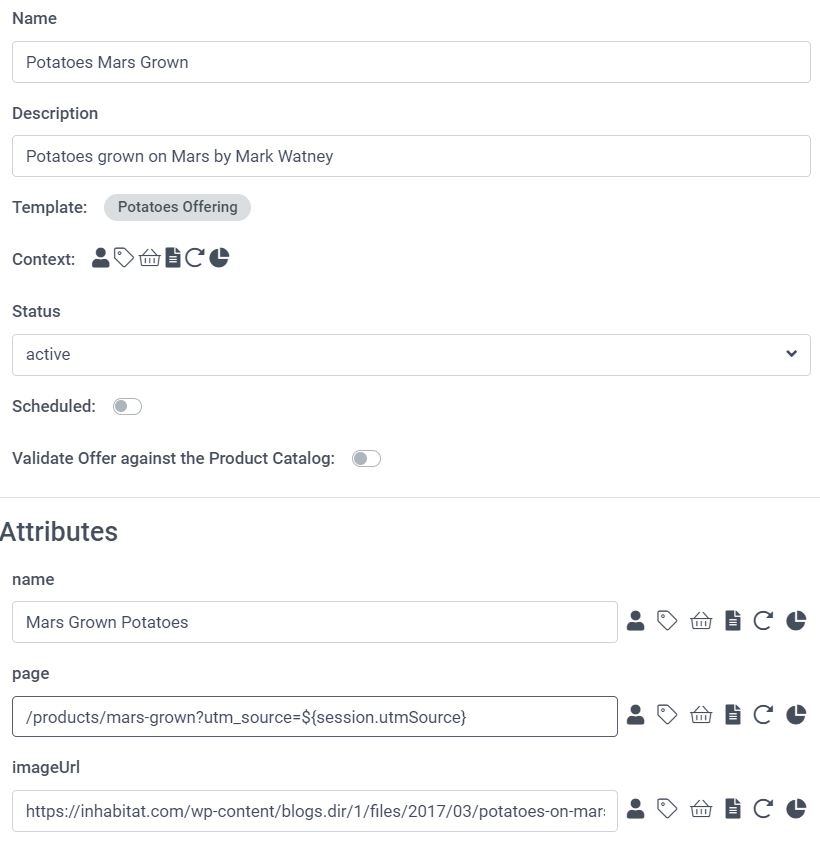 Name
Potatoes Mars Grown
Description
Potatoes grown on Mars by Mark Watney
Template: Potatoes Offering
Context:
Status
active
Scheduled:
Validate Offer against the Product Catalog:
Attributes
name
Mars Grown Potatoes
page
/products/mars-grown?utm_source=${session.utmSource}
imageUrl
https://inhabitat.com/wp-content/blogs.dir/1/files/2017/03/potatoes-on-mars